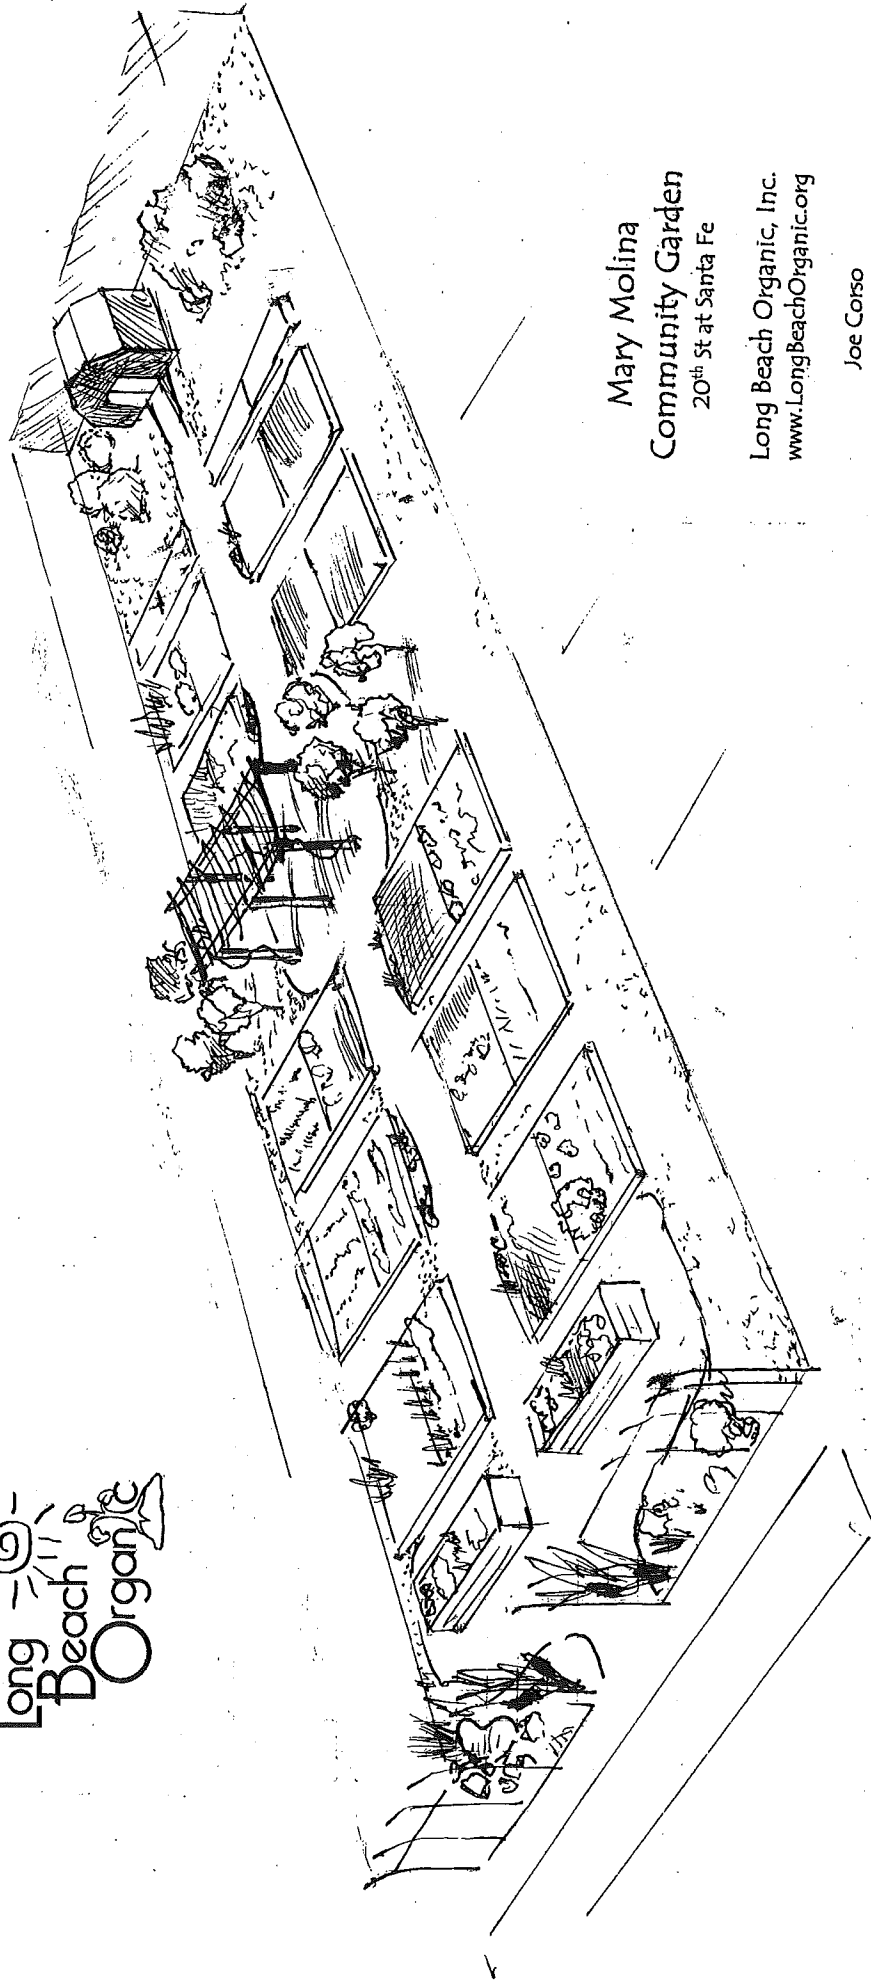 Long
Beach
Organic
Mary Molina
Community Garden
20th St at Santa Fe
Long Beach Organic, Inc.
www.LongBeachOrganic.org
Joe Corso